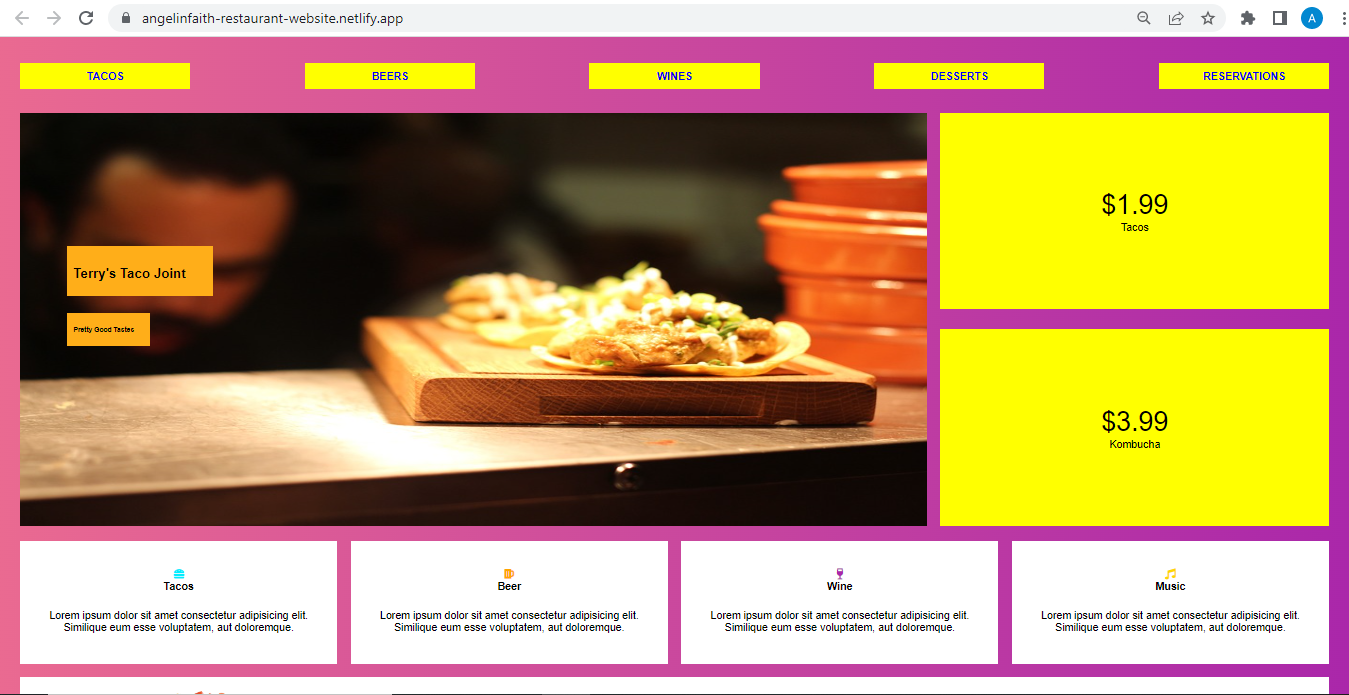 angelinfaith-restaurant-website.netlify.app
A
TACOS
BEERS
WINES
DESSERTS
RESERVATIONS
Terry's Taco Joint
Pretty Good Tastes
$1.99
Tacos
$3.99
Kombucha
Tacos
Lorem ipsum dolor sit amet consectetur adipisicing elit.
Similique eum esse voluptatem, aut doloremque.
Beer
Lorem ipsum dolor sit amet consectetur adipisicing elit.
Similique eum esse voluptatem, aut doloremque.
Wine
Lorem ipsum dolor sit amet consectetur adipisicing elit.
Similique eum esse voluptatem, aut doloremque.
Music
Lorem ipsum dolor sit amet consectetur adipisicing elit.
Similique eum esse voluptatem, aut doloremque.